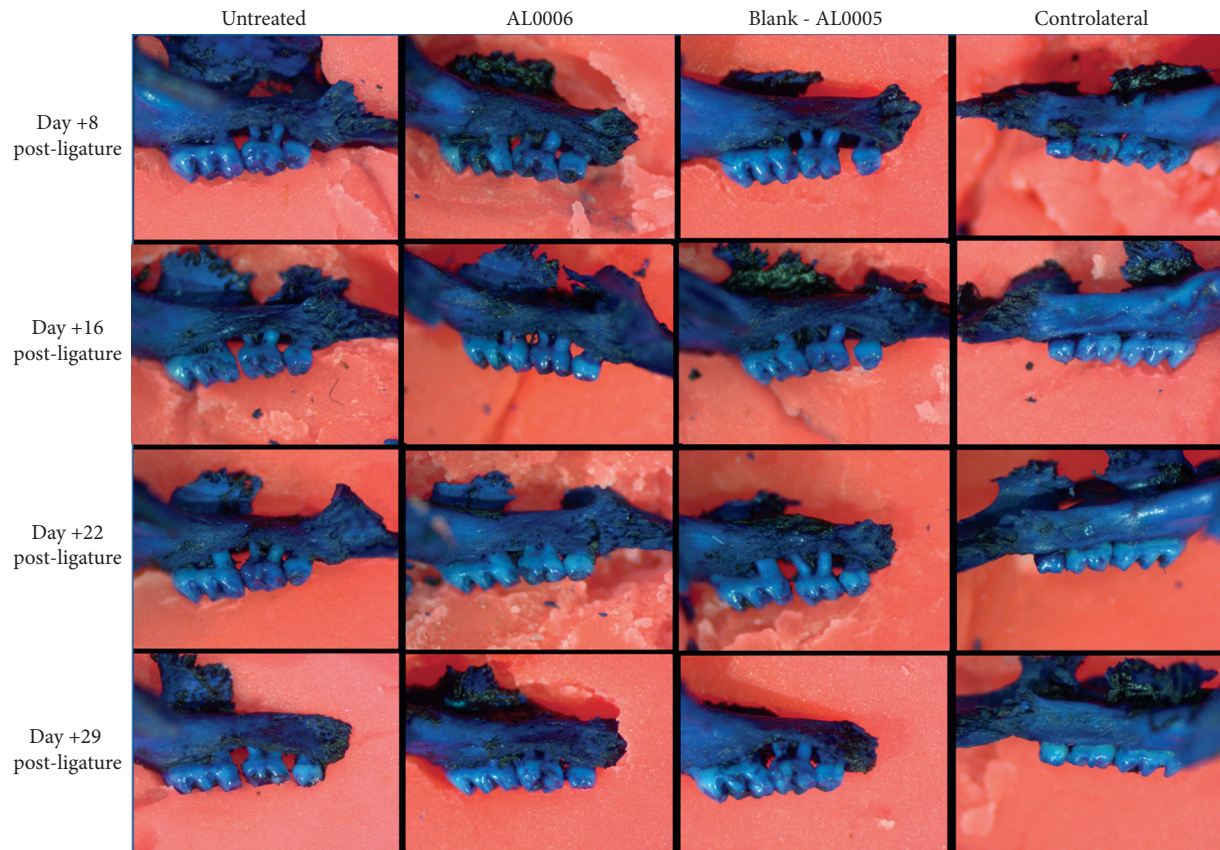 Untreated
AL0006
Blank - AL0005
Controlateral
Day +8
post-ligature
Day +16
post-ligature
Day +22
post-ligature
Day +29
post-ligature